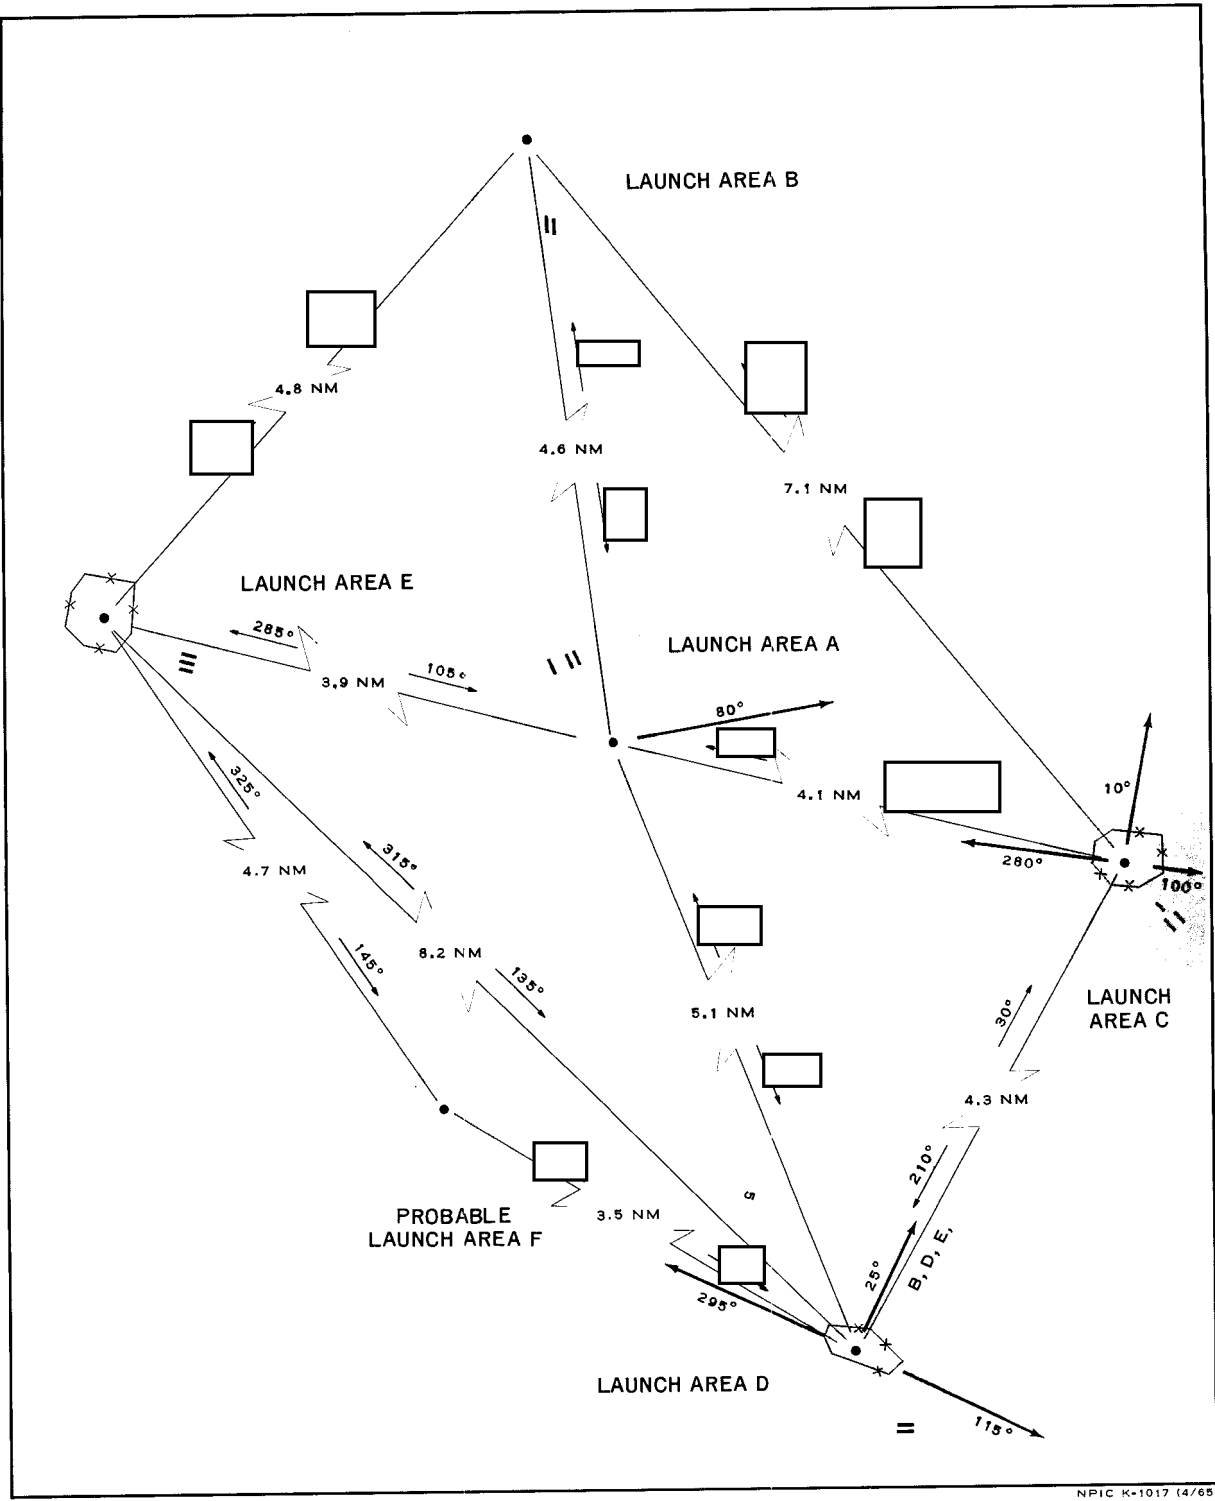 LAUNCH AREA B
4.8 NM
4.6 NM
7.1 NM
LAUNCH AREA E
285°
LAUNCH AREA A
3.9 NM
105°
80°
325°
4.1 NM
10°
315°
280°
4.7 NM
100°
8.2 NM
145°
135°
LAUNCH
AREA C
5.1 NM
30°
4.3 NM
210°
5
PROBABLE
LAUNCH AREA F
3.5 NM
25°
B, D, E,
295°
LAUNCH AREA D
115°
NPIC K-1017 (4/65